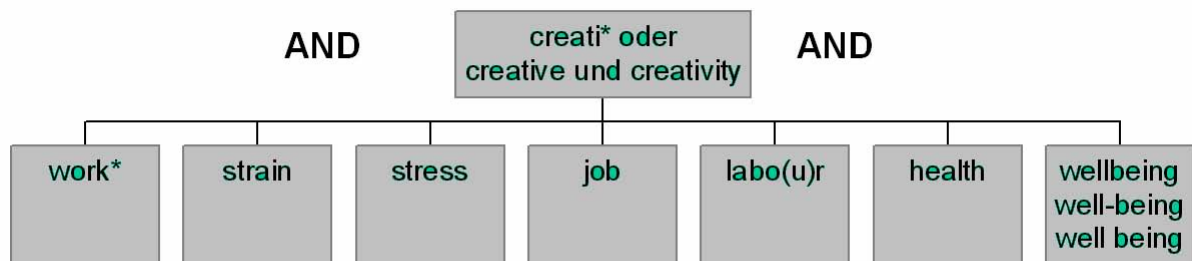 AND
creati* oder
creative und creativity
AND
work*
strain
stress
job
labo(u)r
health
wellbeing
well-being
well being